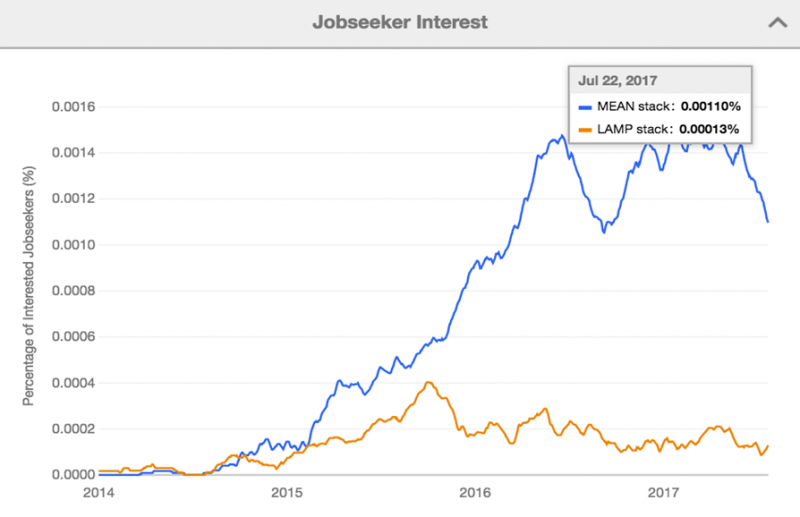 Jobseeker Interest
Jul 22, 2017
MEAN stack: 0.00110%
LAMP stack: 0.00013%
Percentage of Interested Jobseekers (%)
0.0016
0.0014
0.0012
0.0010
0.0008
0.0006
0.0004
0.0002
0.0000
2014 2015 2016 2017